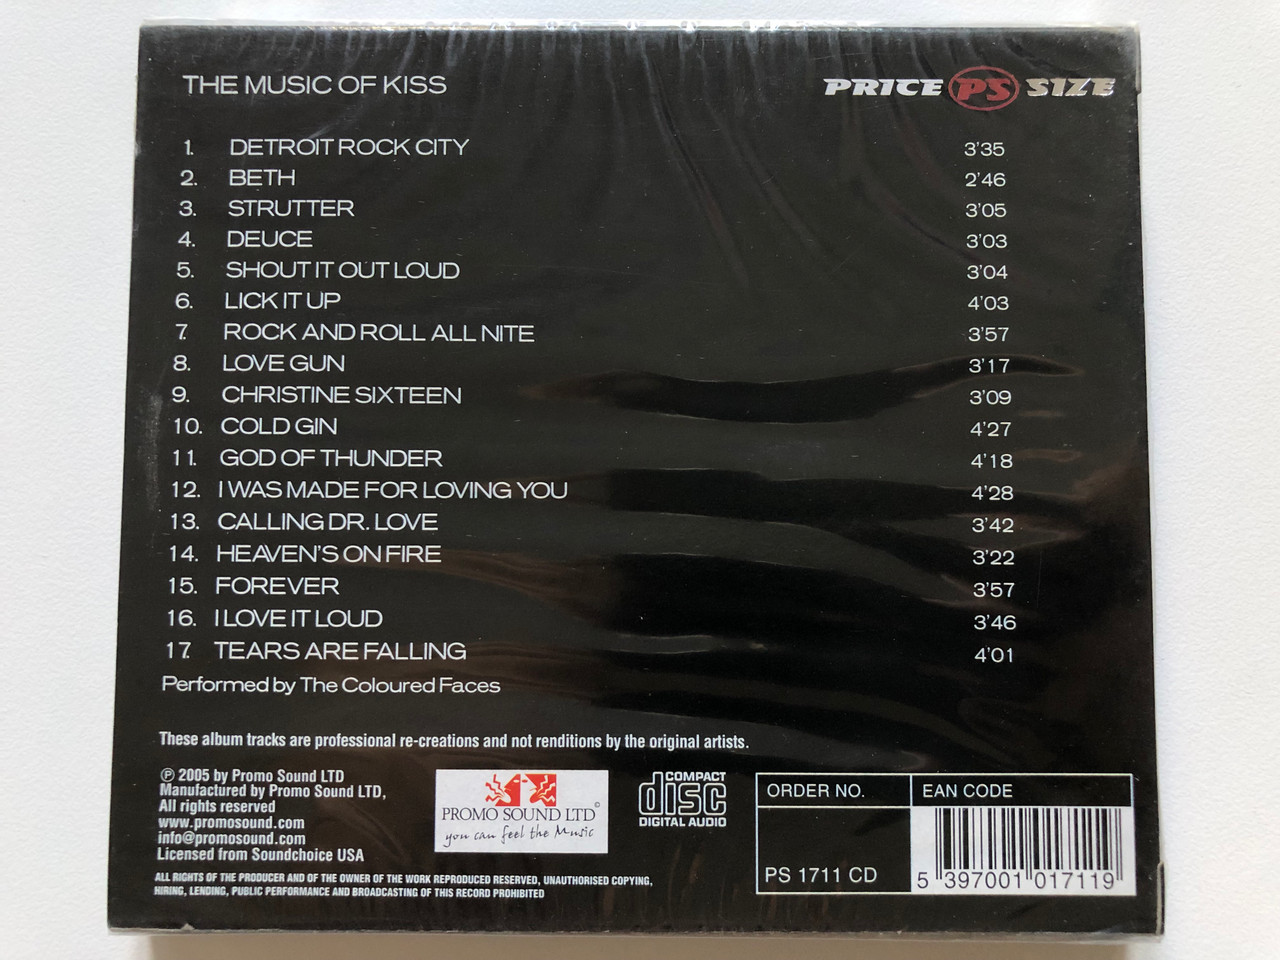 THE MUSIC OF KISS
PRICE PS SIZE
1. DETROIT ROCK CITY 3'35
2. BETH 2'46
3. STRUTTER 3'05
4. DEUCE 3'03
5. SHOUT IT OUT LOUD 3'04
6. LICK IT UP 4'03
7. ROCK AND ROLL ALL NITE 3'57
8. LOVE GUN 3'17
9. CHRISTINE SIXTEEN 3'09
10. COLD GIN 4'27
11. GOD OF THUNDER 4'18
12. I WAS MADE FOR LOVING YOU 4'28
13. CALLING DR. LOVE 3'42
14. HEAVEN'S ON FIRE 3'22
15. FOREVER 3'57
16. I LOVE IT LOUD 3'46
17. TEARS ARE FALLING 4'01
Performed by The Coloured Faces
These album tracks are professional re-creations and not renditions by the original artists.
℗ 2005 by Promo Sound LTD
Manufactured by Promo Sound LTD,
All rights reserved
www.promosound.com
info@promosound.com
Licensed from Soundchoice USA
PROMO SOUND LTD©
you can feel the Music
COMPACT
disc
DIGITAL AUDIO
ORDER NO.
PS 1711 CD
EAN CODE
5 397001 017119
ALL RIGHTS OF THE PRODUCER AND OF THE OWNER OF THE WORK REPRODUCED RESERVED, UNAUTHORISED COPYING,
HIRING, LENDING, PUBLIC PERFORMANCE AND BROADCASTING OF THIS RECORD PROHIBITED